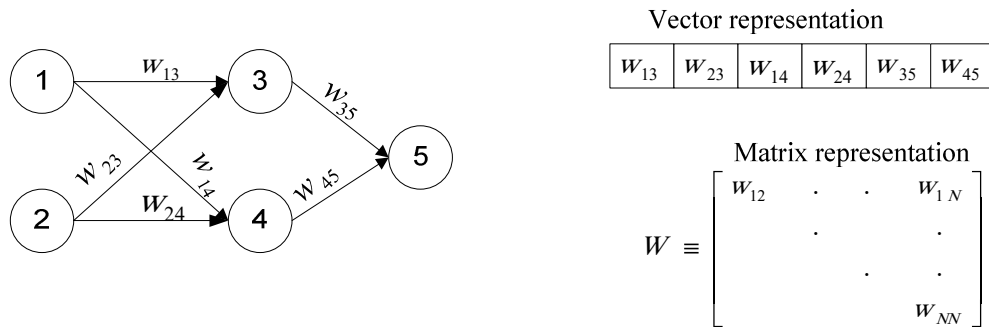 1
w13
3
w35
w23
w14
5
2
w24
4
w45
Vector representation
w13 w23 w14 w24 w35 w45
Matrix representation
w12 . . w1N
. .
W ≡
. .
wNN